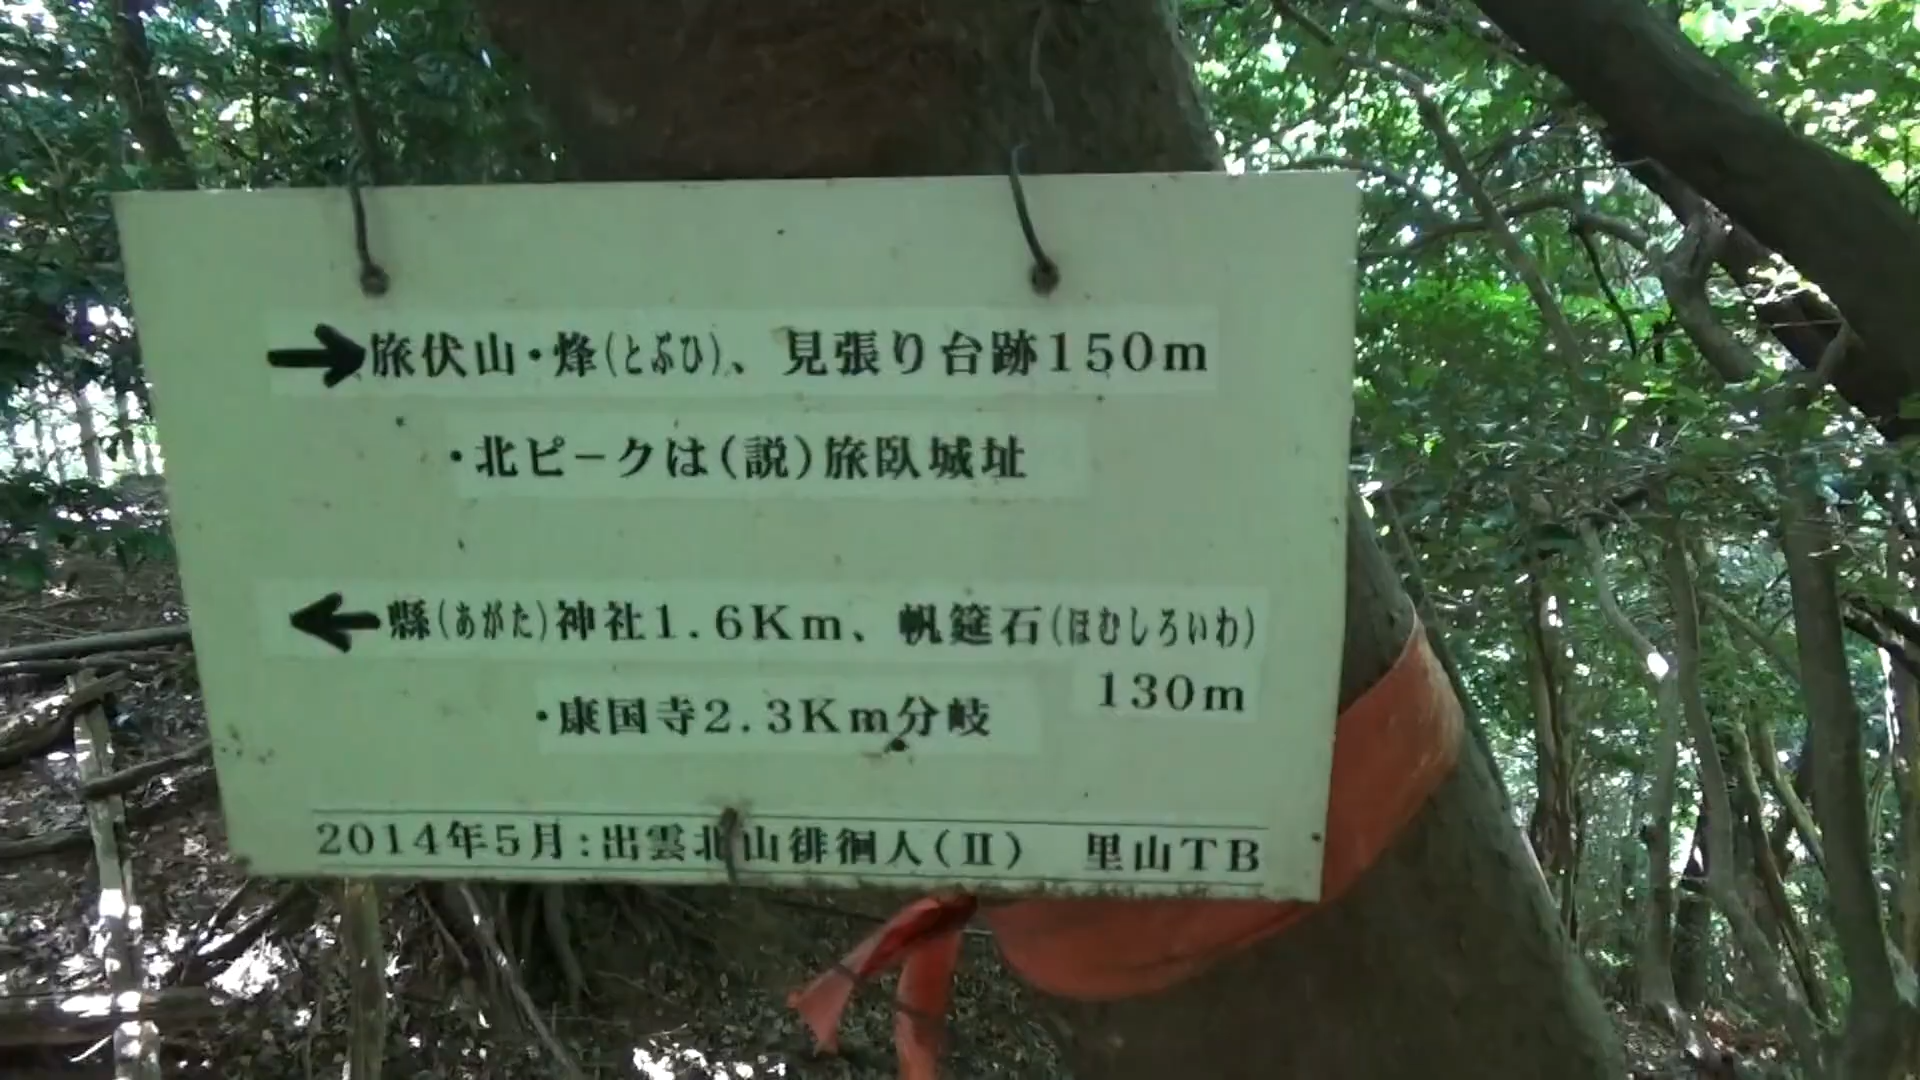 →旅伏山・烽(とぶひ)、見張り台跡150m
・北ピークは(説)旅臥城址
←縣(あがた)神社1.6Km、帆筵石(ほむしろいわ)
130m
・康国寺2.3Km分岐
2014年5月:出雲北山徘徊人(Ⅱ) 里山TB